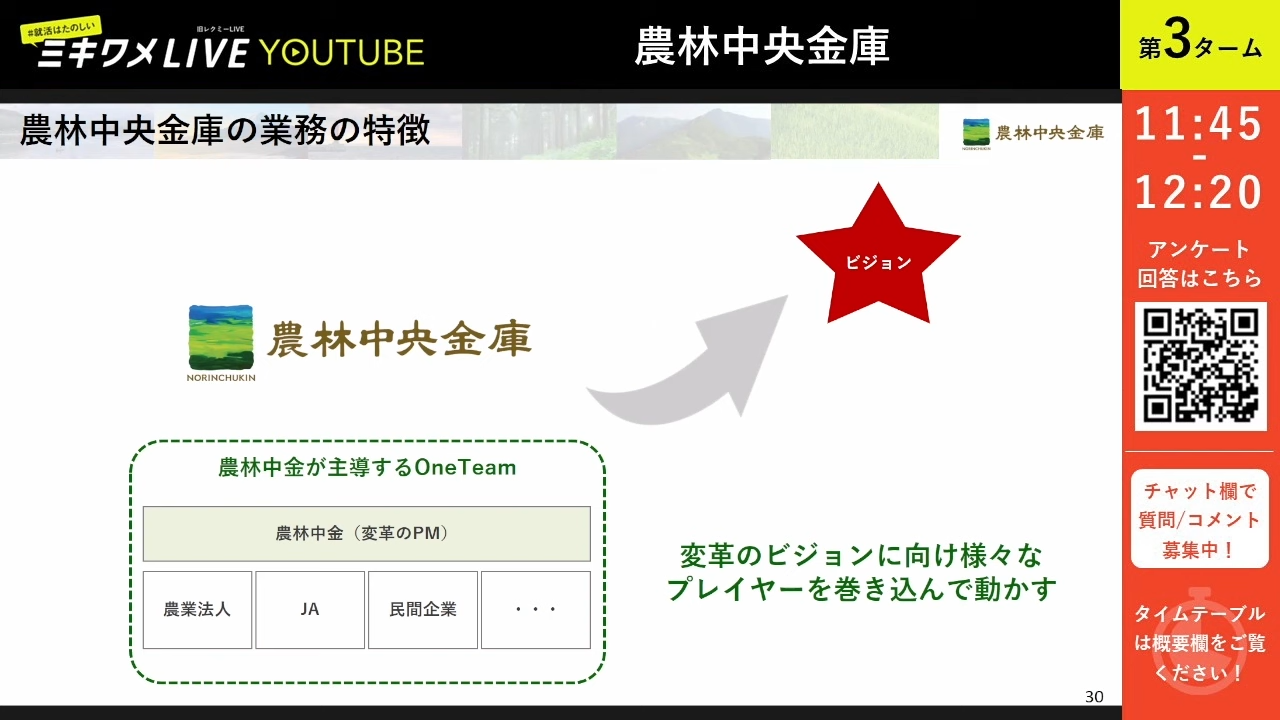 #就活はたのしい
旧レクミーLIVE
ミキワメLIVE YOUTUBE
農林中央金庫
第3ターム
農林中央金庫の業務の特徴
農林中央金庫
NORINCHUKIN
11:45
-
12:20
アンケート
回答はこちら
ビジョン
農林中央金庫
NORINCHUKIN
農林中金が主導するOneTeam
農林中金（変革のPM）
農業法人
JA
民間企業
・・・
変革のビジョンに向け様々な
プレイヤーを巻き込んで動かす
チャット欄で
質問/コメント
募集中！
タイムテーブル
は概要欄をご覧
ください！
30